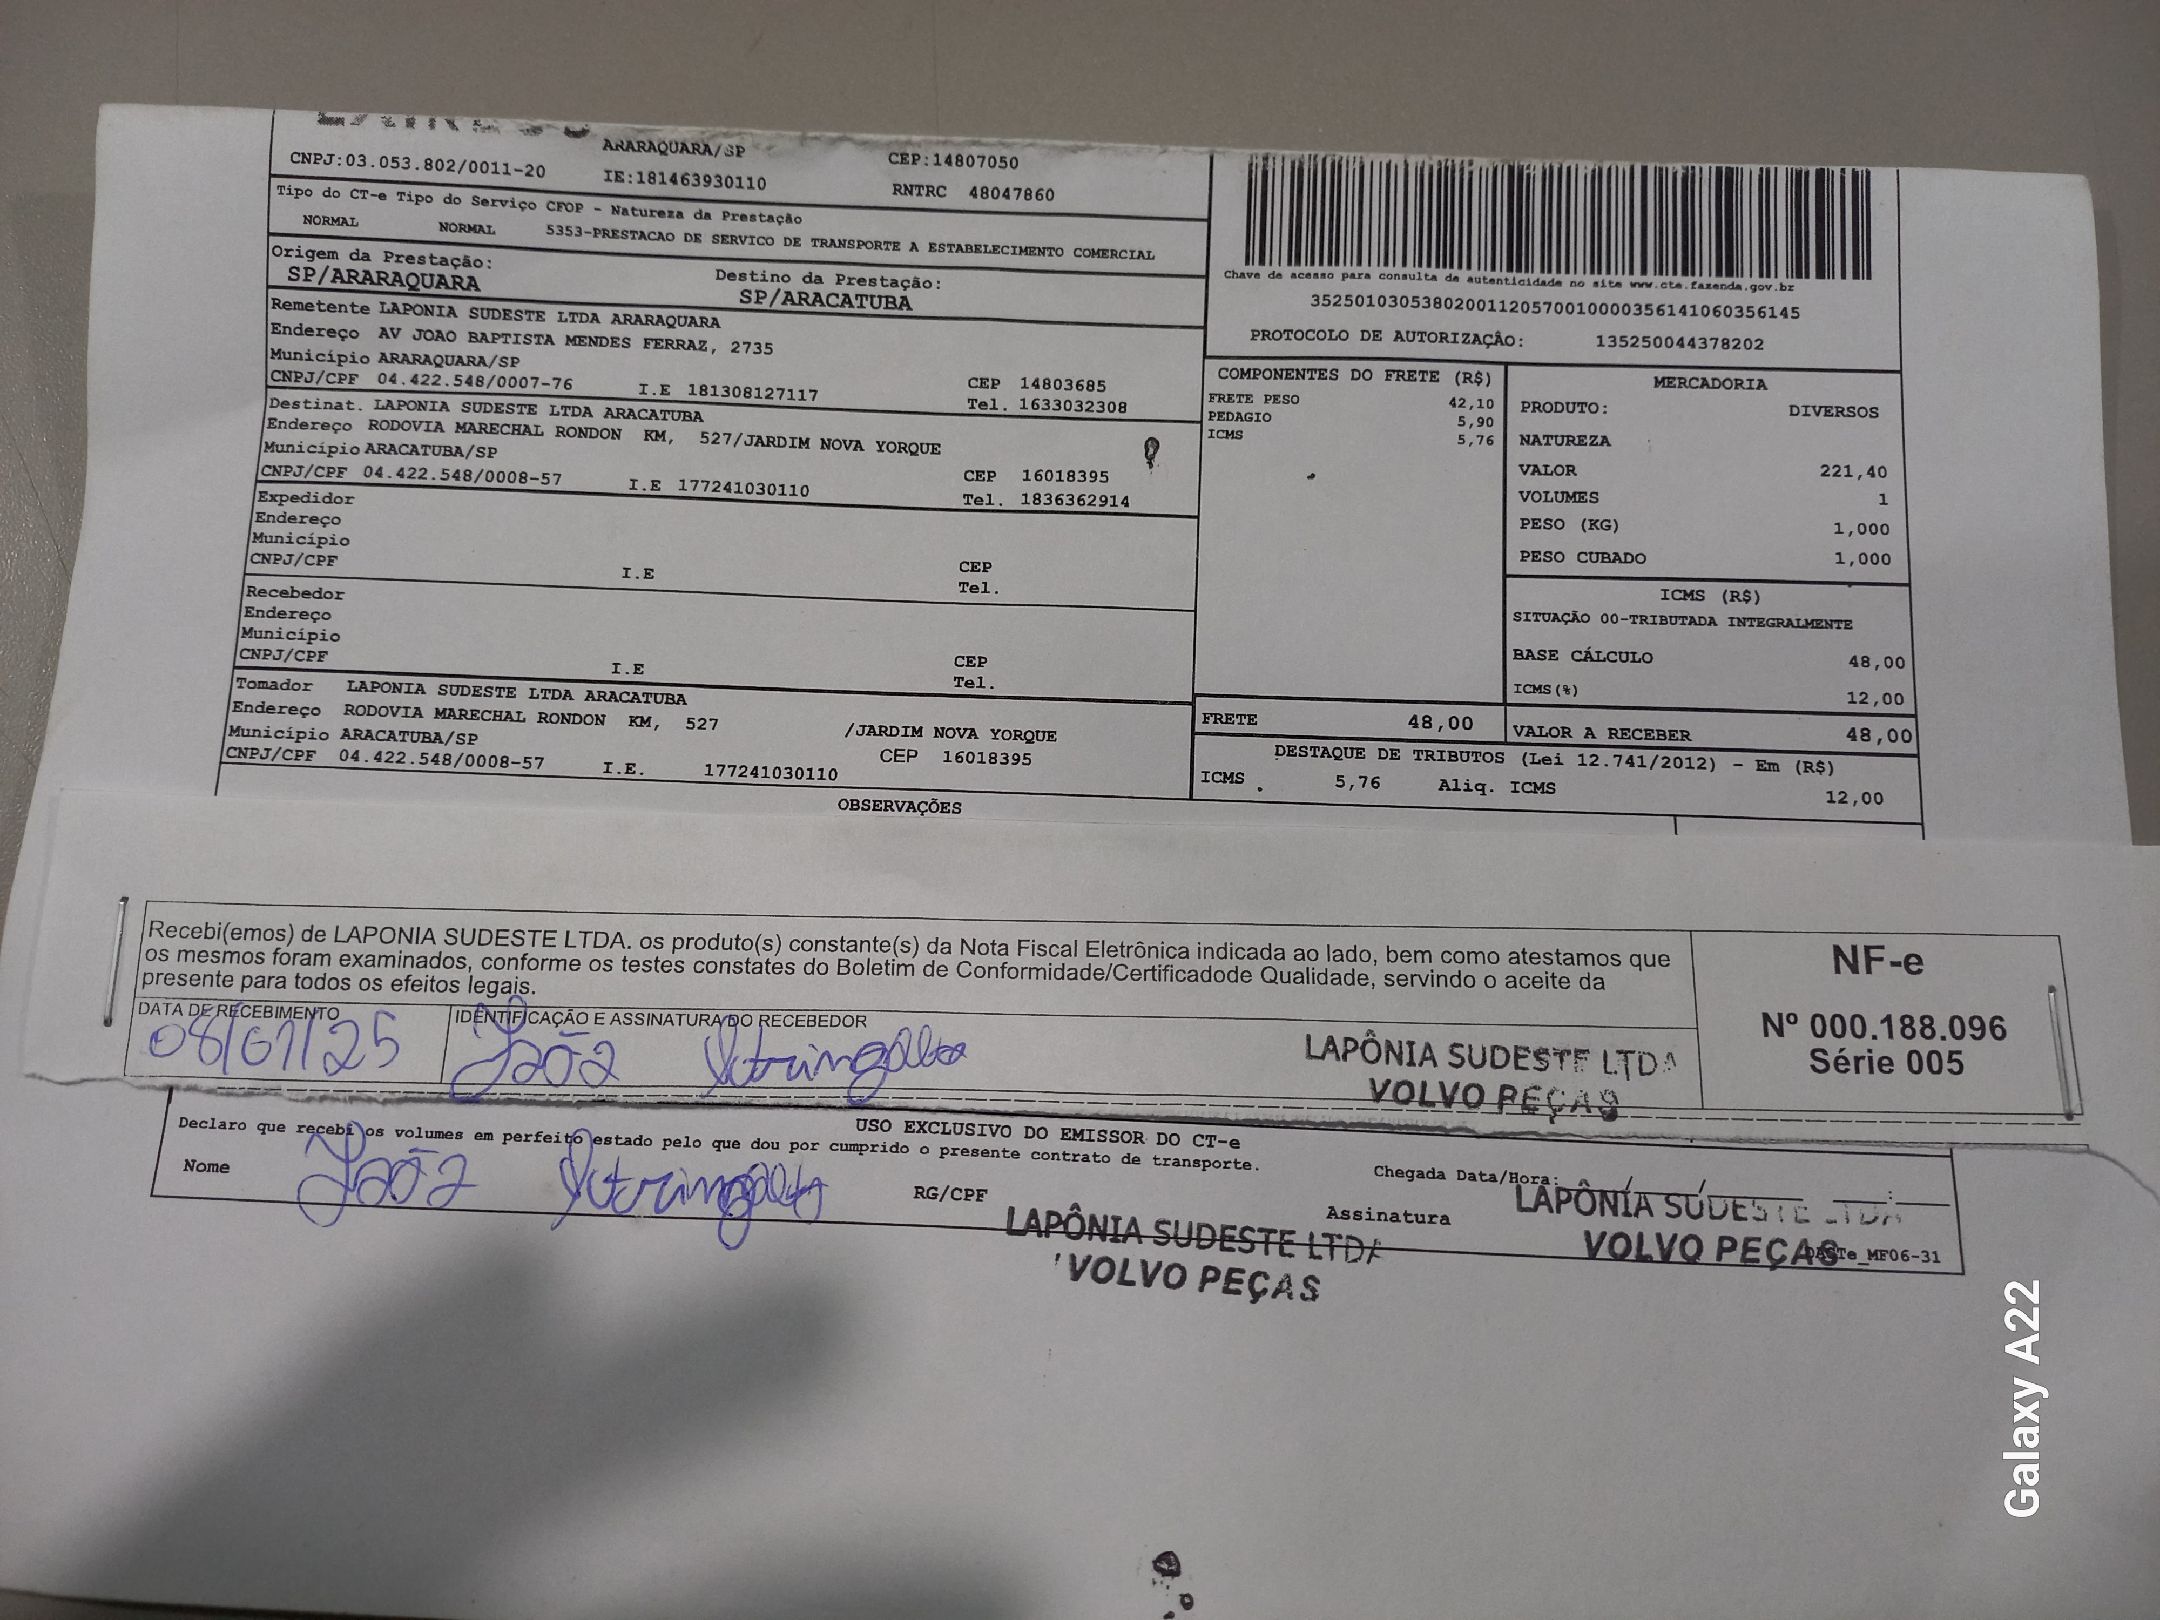 ARARAQUARA/SP CEP:14807050
CNPJ:03.053.802/0011-20 IE:181463930110 RNTRC 48047860
Tipo do CT-e Tipo do Serviço CFOP - Natureza da Prestação
NORMAL NORMAL 5353-PRESTACAO DE SERVICO DE TRANSPORTE A ESTABELECIMENTO COMERCIAL
Origem da Prestação: Destino da Prestação:
SP/ARARAQUARA SP/ARACATUBA
Remetente LAPONIA SUDESTE LTDA ARARAQUARA
Endereço AV JOAO BAPTISTA MENDES FERRAZ, 2735
Município ARARAQUARA/SP CEP 14803685
CNPJ/CPF 04.422.548/0007-76 I.E 181308127117 Tel. 1633032308
Destinat. LAPONIA SUDESTE LTDA ARACATUBA
Endereço RODOVIA MARECHAL RONDON KM, 527/JARDIM NOVA YORQUE
Município ARACATUBA/SP CEP 16018395
CNPJ/CPF 04.422.548/0008-57 I.E 177241030110 Tel. 1836362914
Expedidor
Endereço
Município CEP
CNPJ/CPF I.E Tel.
Recebedor
Endereço
Município CEP
CNPJ/CPF I.E Tel.
Tomador LAPONIA SUDESTE LTDA ARACATUBA
Endereço RODOVIA MARECHAL RONDON KM, 527 /JARDIM NOVA YORQUE
Município ARACATUBA/SP CEP 16018395
CNPJ/CPF 04.422.548/0008-57 I.E. 177241030110
OBSERVAÇÕES
Chave de acesso para consulta de autenticidade no site www.cte.fazenda.gov.br
35250103053802001120570010000356141060356145
PROTOCOLO DE AUTORIZAÇÂO: 135250044378202
COMPONENTES DO FRETE (R$)
FRETE PESO 42,10
PEDAGIO 5,90
ICMS 5,76
MERCADORIA
PRODUTO: DIVERSOS
NATUREZA
VALOR 221,40
VOLUMES 1
PESO (KG) 1,000
PESO CUBADO 1,000
ICMS (R$)
SITUAÇÃO 00-TRIBUTADA INTEGRALMENTE
BASE CÁLCULO 48,00
ICMS(%) 12,00
FRETE 48,00 VALOR A RECEBER 48,00
DESTAQUE DE TRIBUTOS (Lei 12.741/2012) - Em (R$)
ICMS 5,76 Aliq. ICMS 12,00
Recebi(emos) de LAPONIA SUDESTE LTDA. os produto(s) constante(s) da Nota Fiscal Eletrônica indicada ao lado, bem como atestamos que
os mesmos foram examinados, conforme os testes constates do Boletim de Conformidade/Certificadode Qualidade, servindo o aceite da
presente para todos os efeitos legais.
DATA DE RECEBIMENTO IDENTIFICAÇÃO E ASSINATURA DO RECEBEDOR
08/01/25 João
LAPÔNIA SUDESTE LTDA
VOLVO PEÇAS
NF-e
Nº 000.188.096
Série 005
USO EXCLUSIVO DO EMISSOR DO CT-e
Declaro que recebi os volumes em perfeito estado pelo que dou por cumprido o presente contrato de transporte.
Nome João RG/CPF
Chegada Data/Hora: / / :
Assinatura
LAPÔNIA SUDESTE LTDA
VOLVO PEÇAS
LAPÔNIA SUDESTE LTDA
VOLVO PEÇAS
MF06-31
Galaxy A22